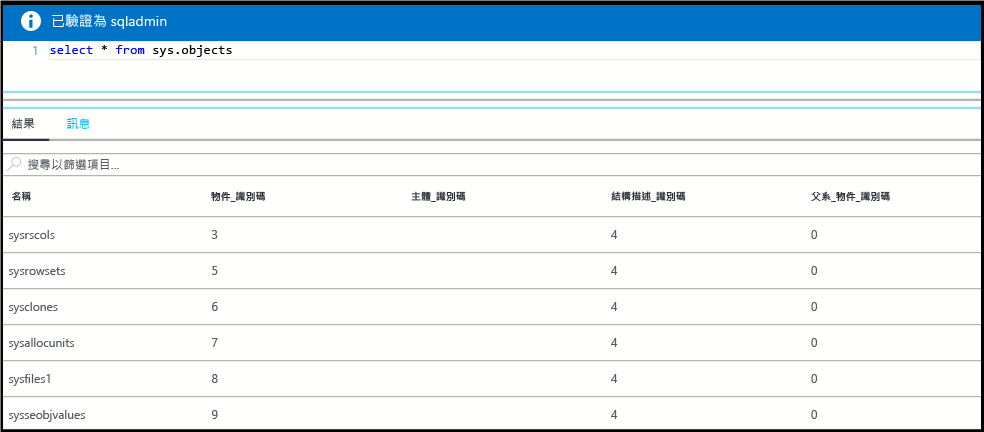 已驗證為 sqladmin
1 select * from sys.objects
結果 訊息
搜尋以篩選項目...
名稱 物件_識別碼 主體_識別碼 結構描述_識別碼 父系_物件_識別碼
sysrscols 3 4 0
sysrowsets 5 4 0
sysclones 6 4 0
sysallocunits 7 4 0
sysfiles1 8 4 0
sysseobjvalues 9 4 0